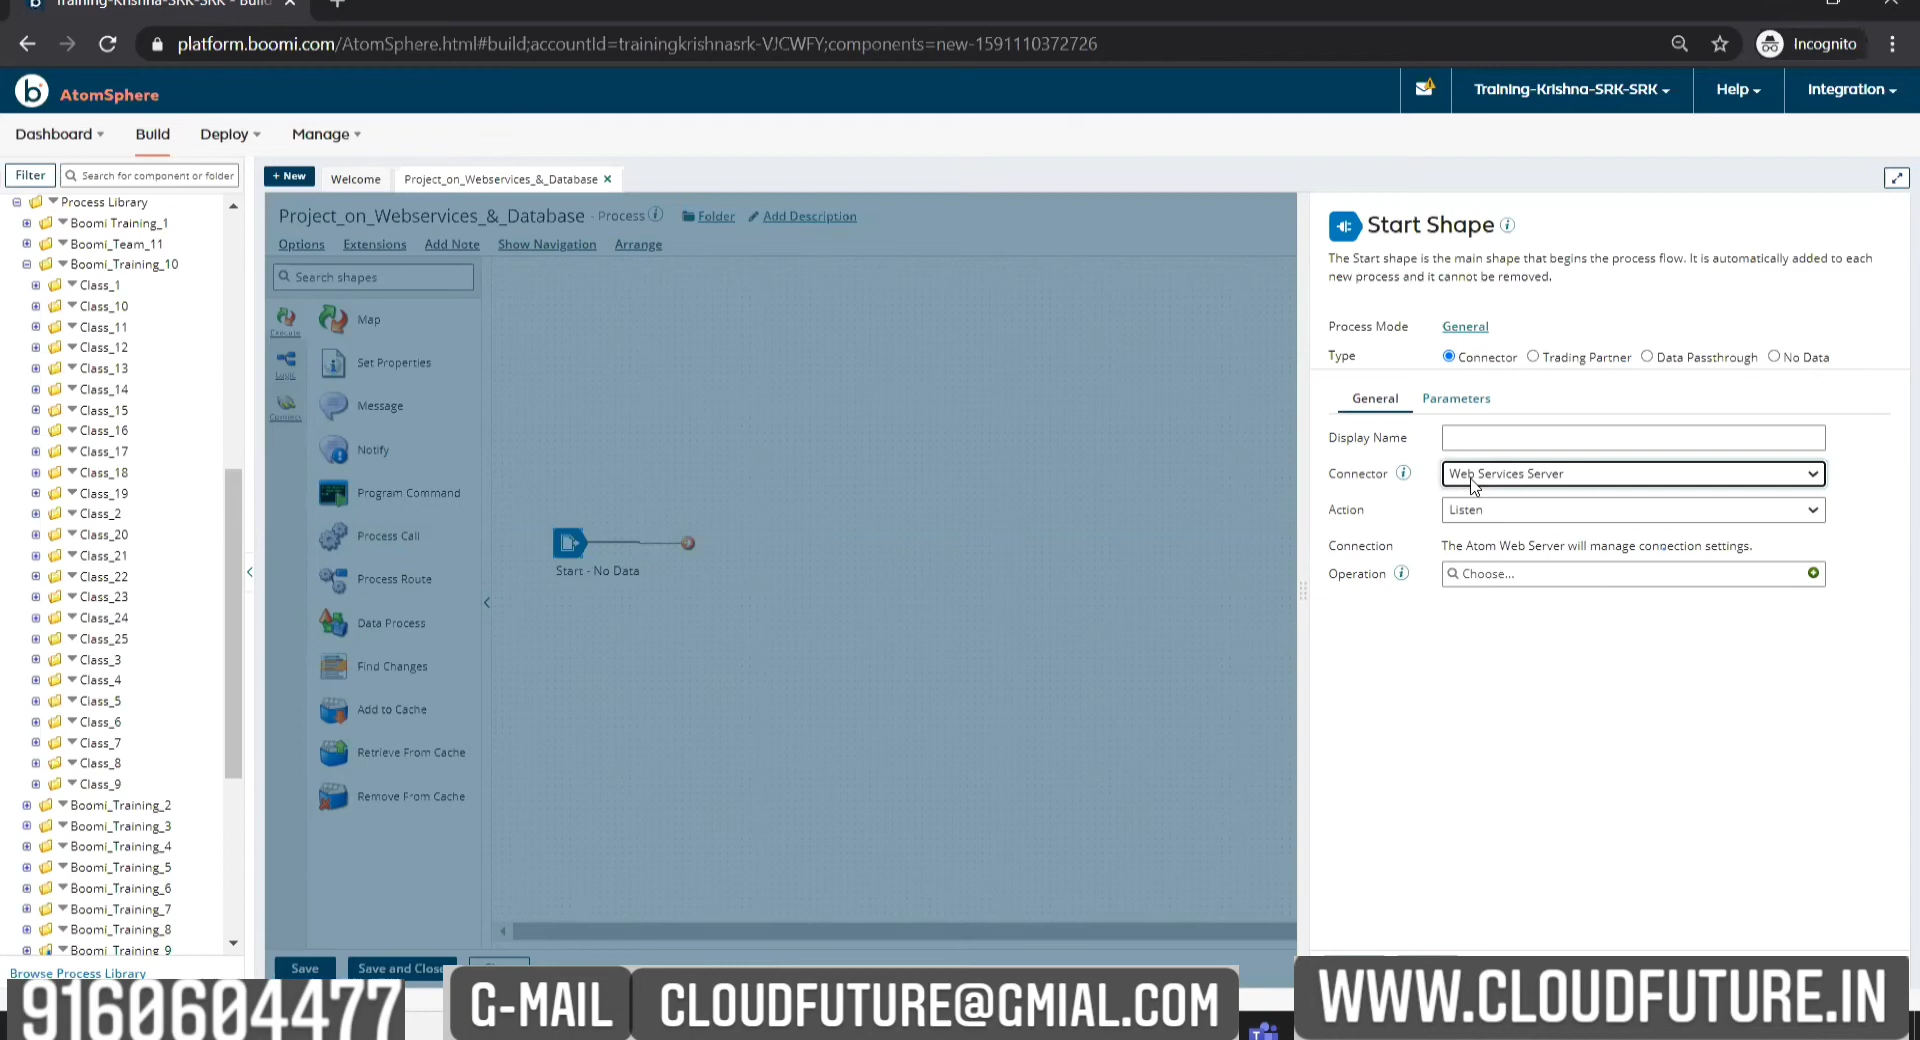 Training-Krishna-SRK-SRK - Build
platform.boomi.com/AtomSphere.html#build;accountId=trainingkrishnasrk-VJCWFY;components=new-1591110372726
Incognito
b AtomSphere
Training-Krishna-SRK-SRK
Help
Integration
Dashboard
Build
Deploy
Manage
Filter
Search for component or folder
+ New
Welcome
Project_on_Webservices_&_Database
Process Library
Boomi Training_1
Boomi_Team_11
Boomi_Training_10
Class_1
Class_10
Class_11
Class_12
Class_13
Class_14
Class_15
Class_16
Class_17
Class_18
Class_19
Class_2
Class_20
Class_21
Class_22
Class_23
Class_24
Class_25
Class_3
Class_4
Class_5
Class_6
Class_7
Class_8
Class_9
Boomi_Training_2
Boomi_Training_3
Boomi_Training_4
Boomi_Training_5
Boomi_Training_6
Boomi_Training_7
Boomi_Training_8
Boomi_Training_9
Browse Process Library
Project_on_Webservices_&_Database - Process
Folder
Add Description
Options
Extensions
Add Note
Show Navigation
Arrange
Search shapes
Execute
Logic
Connect
Map
Set Properties
Message
Notify
Program Command
Process Call
Process Route
Data Process
Find Changes
Add to Cache
Retrieve From Cache
Remove From Cache
Start - No Data
Save
Save and Close
Start Shape
The Start shape is the main shape that begins the process flow. It is automatically added to each
new process and it cannot be removed.
Process Mode General
Type Connector Trading Partner Data Passthrough No Data
General
Parameters
Display Name
Connector Web Services Server
Action Listen
Connection The Atom Web Server will manage connection settings.
Operation Choose...
9160604477
G-MAIL
CLOUDFUTURE@GMIAL.COM
WWW.CLOUDFUTURE.IN